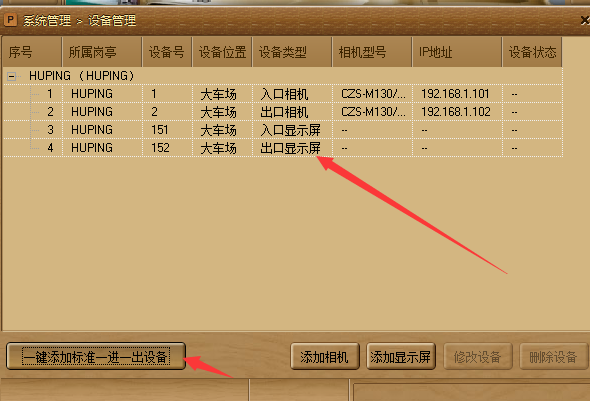 P 系统管理 > 设备管理
序号 所属岗亭 设备号 设备位置 设备类型 相机型号 IP地址 设备状态
HUPING (HUPING)
1 HUPING 1 大车场 入口相机 CZS-M130/... 192.168.1.101 --
2 HUPING 2 大车场 出口相机 CZS-M130/... 192.168.1.102 --
3 HUPING 151 大车场 入口显示屏 -- -- --
4 HUPING 152 大车场 出口显示屏 -- -- --
一键添加标准一进一出设备 添加相机 添加显示屏 修改设备 删除设备